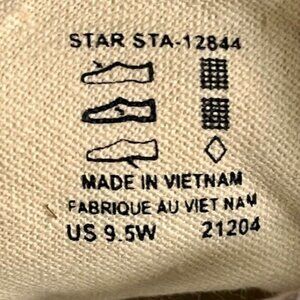 STAR STA-12844
MADE IN VIETNAM
FABRIQUE AU VIET NAM
US 9.5W 21204